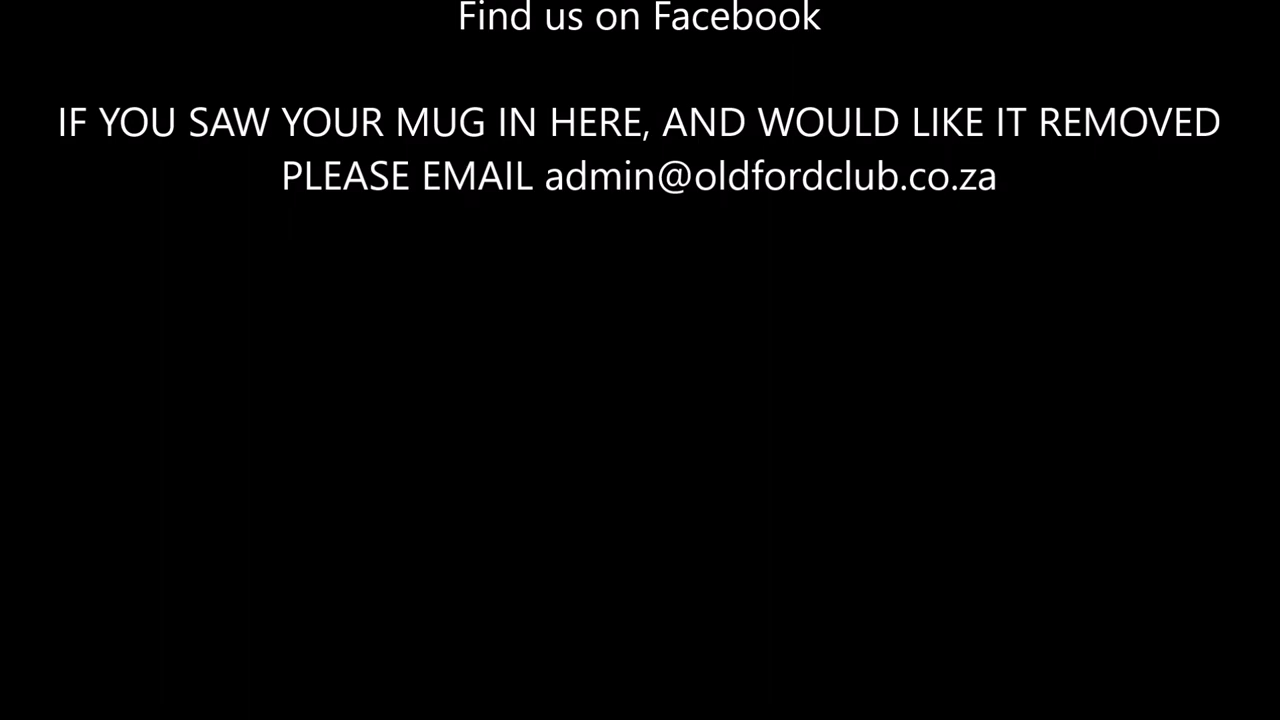 Find us on Facebook
IF YOU SAW YOUR MUG IN HERE, AND WOULD LIKE IT REMOVED
PLEASE EMAIL admin@oldfordclub.co.za